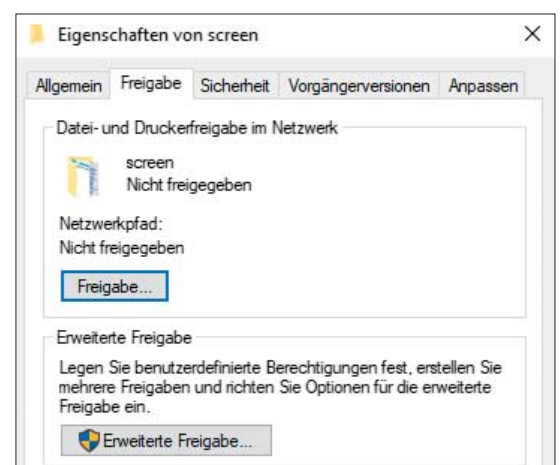 Eigenschaften von screen
Allgemein Freigabe Sicherheit Vorgängerversionen Anpassen
Datei- und Druckerfreigabe im Netzwerk
screen
Nicht freigegeben
Netzwerkpfad:
Nicht freigegeben
Freigabe...
Erweiterte Freigabe
Legen Sie benutzerdefinierte Berechtigungen fest, erstellen Sie
mehrere Freigaben und richten Sie Optionen für die erweiterte
Freigabe ein.
Erweiterte Freigabe...